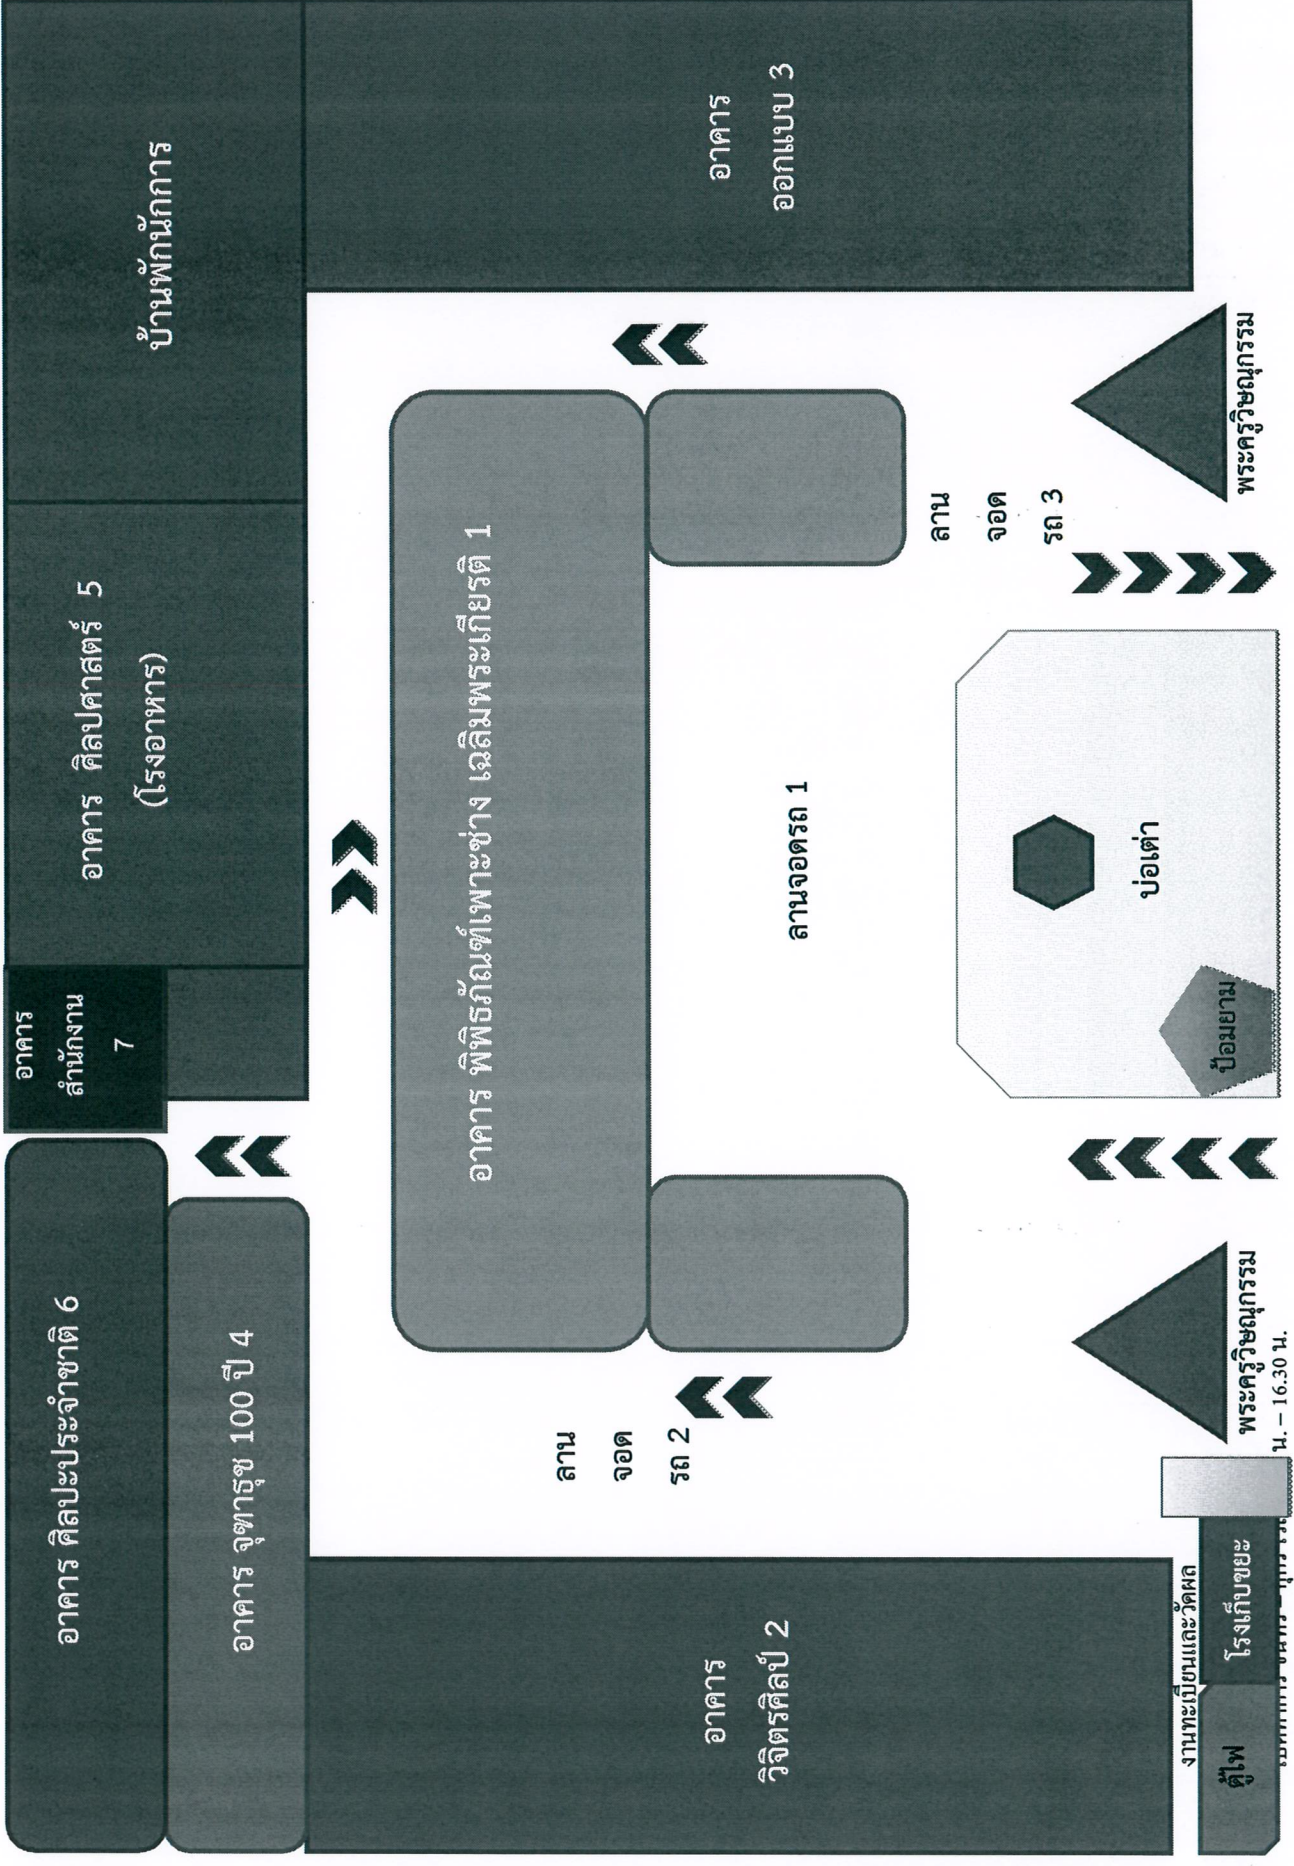 อาคาร ศิลปะประจำชาติ 6
อาคาร
สำนักงาน
7
อาคาร ศิลปศาสตร์ 5
(โรงอาหาร)
บ้านพักนักการ
อาคาร จุฑาธุช 100 ปี 4
อาคาร พิพิธภัณฑ์เพาะช่าง เฉลิมพระเกียรติ 1
ลาน
จอด
รถ 2
อาคาร
วิจิตรศิลป์ 2
ลานจอดรถ 1
อาคาร
ออกแบบ 3
ลาน
จอด
รถ 3
บ่อเต่า
งานทะเบียนและวัดผล
ตู้ไฟ
โรงเก็บขยะ
พระครูวิษณุกรรม
ป้อมยาม
พระครูวิษณุกรรม
น. – 16.30 น.